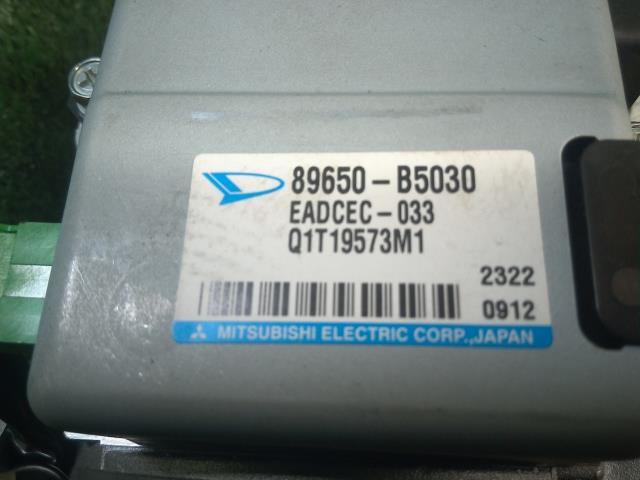 89650-B5030
EADCEC-033
Q1T19573M1
2322
0912
MITSUBISHI ELECTRIC CORP.,JAPAN